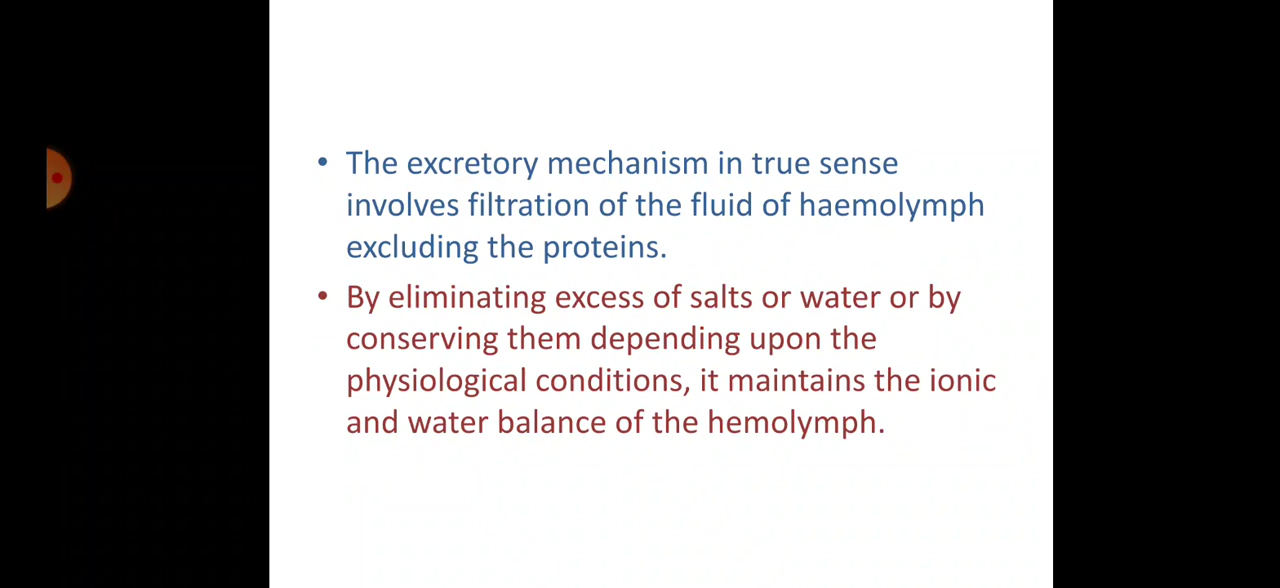 • The excretory mechanism in true sense
involves filtration of the fluid of haemolymph
excluding the proteins.
• By eliminating excess of salts or water or by
conserving them depending upon the
physiological conditions, it maintains the ionic
and water balance of the hemolymph.